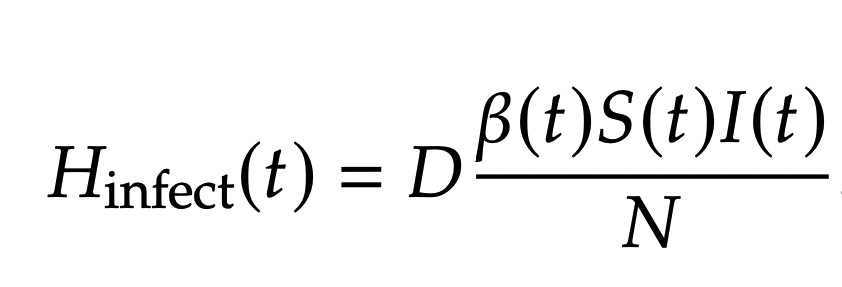 H_infect(t) = D β(t)S(t)I(t) / N